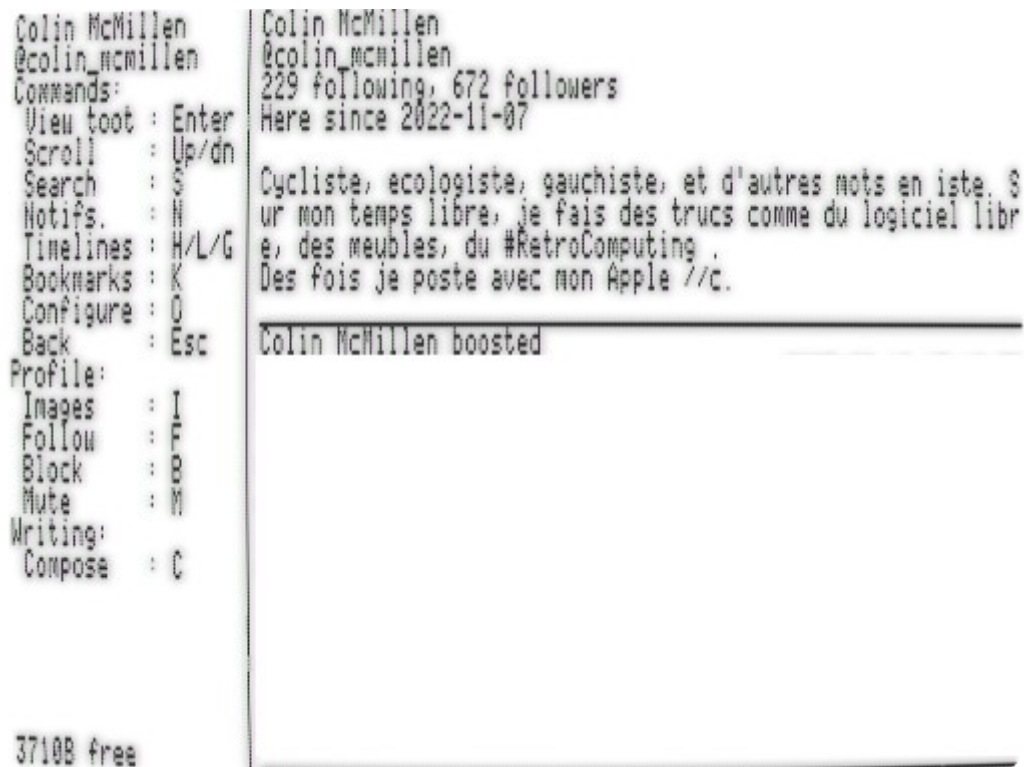 Colin McMillen
@colin_mcmillen
Commands:
View toot : Enter
Scroll : Up/dn
Search : S
Notifs. : N
Timelines : H/L/G
Bookmarks : K
Configure : O
Back : Esc
Profile:
Images : I
Follow : F
Block : B
Mute : M
Writing:
Compose : C
3710B free
Colin McMillen
@colin_mcmillen
229 following, 672 followers
Here since 2022-11-07
Cycliste, ecologiste, gauchiste, et d'autres mots en iste. S
ur mon temps libre, je fais des trucs comme du logiciel libr
e, des meubles, du #RetroComputing .
Des fois je poste avec mon Apple //c.
Colin McMillen boosted